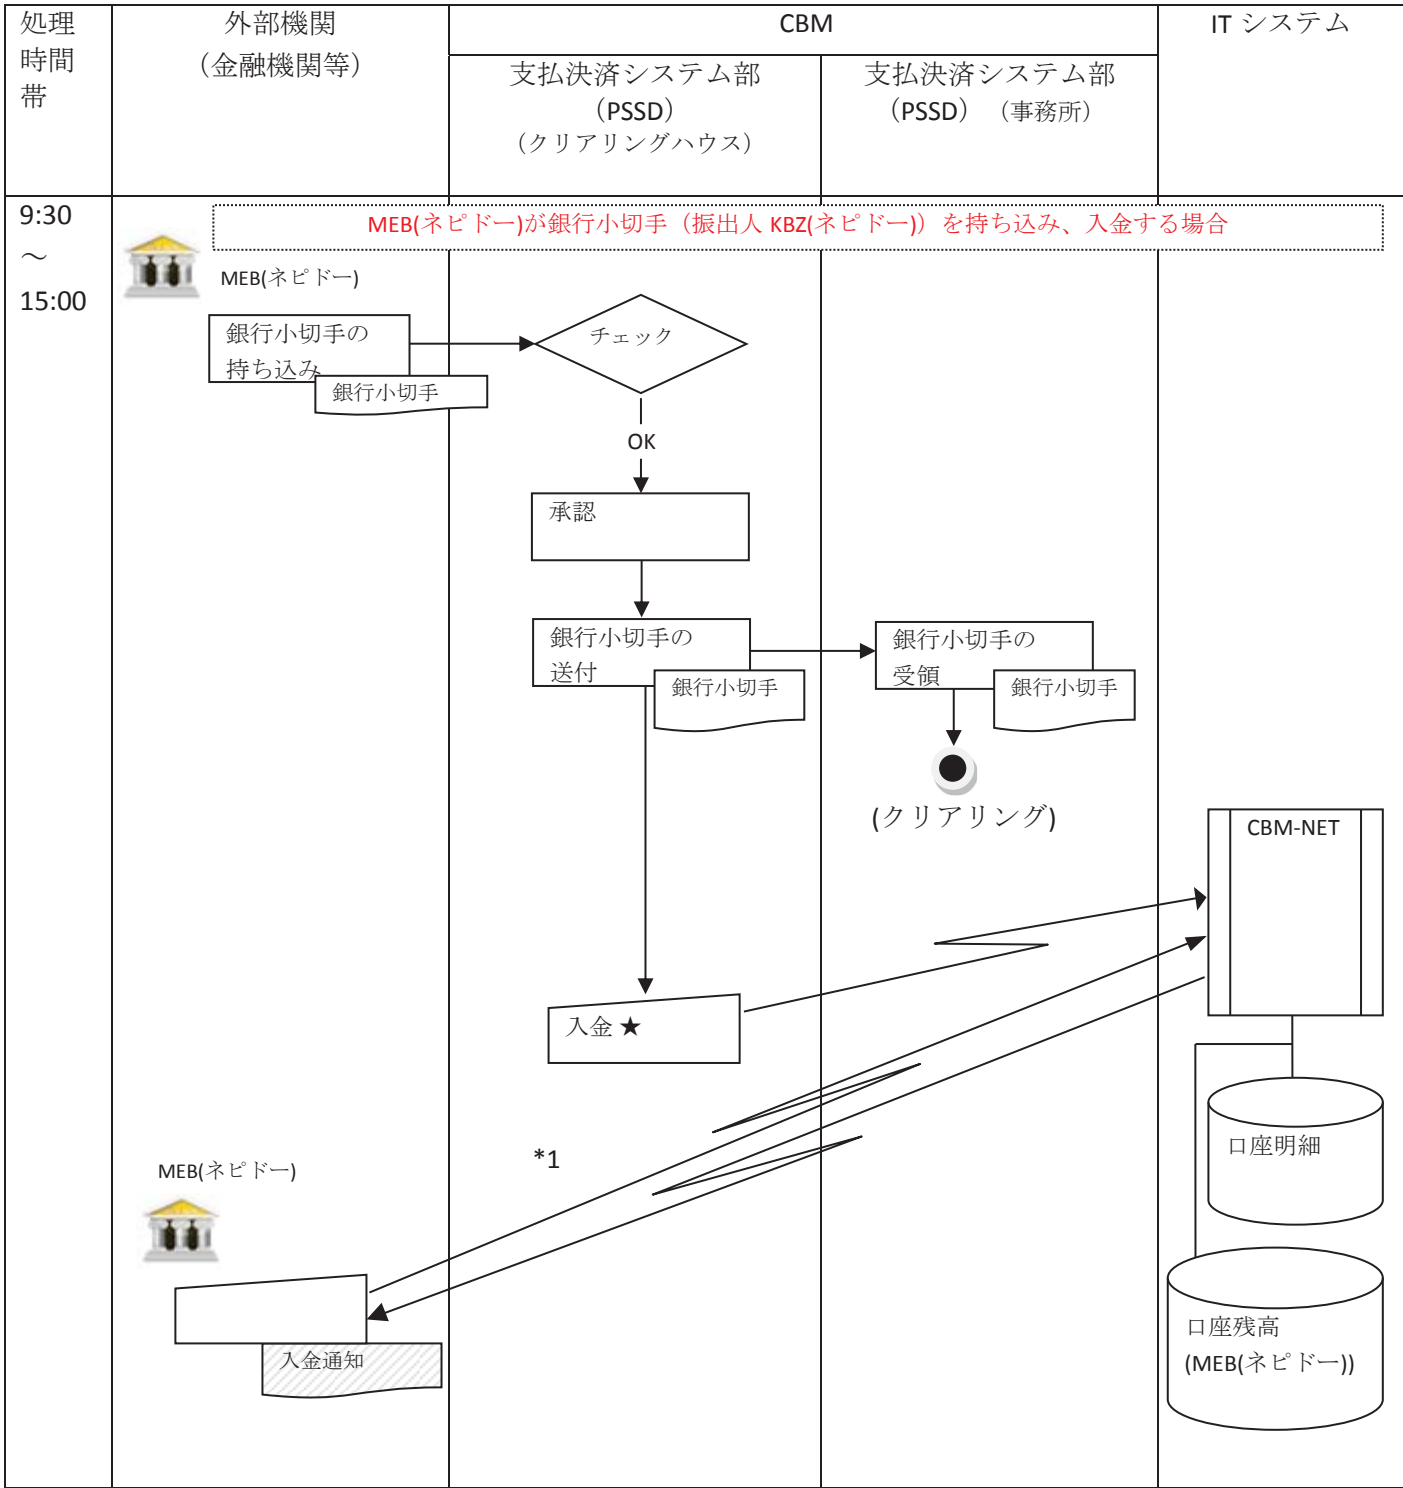 処理
時間
帯
外部機関
（金融機関等）
CBM
IT システム
支払決済システム部
（PSSD）
（クリアリングハウス）
支払決済システム部
（PSSD）（事務所）
9:30
～
15:00
MEB(ネピドー)が銀行小切手（振出人 KBZ(ネピドー)）を持ち込み、入金する場合
MEB(ネピドー)
銀行小切手の
持ち込み
銀行小切手
チェック
OK
承認
銀行小切手の
送付
銀行小切手
銀行小切手の
受領
銀行小切手
(クリアリング)
CBM-NET
入金 ★
*1
口座明細
MEB(ネピドー)
入金通知
口座残高
(MEB(ネピドー))